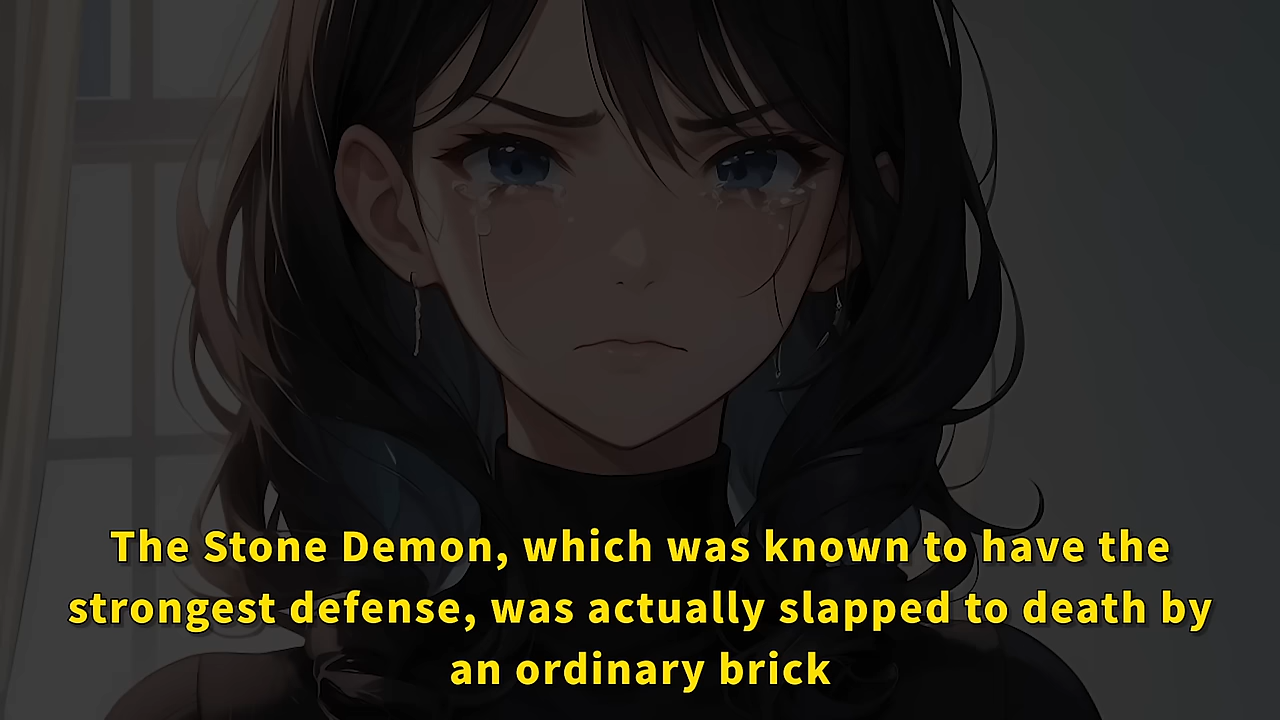 The Stone Demon, which was known to have the
strongest defense, was actually slapped to death by
an ordinary brick